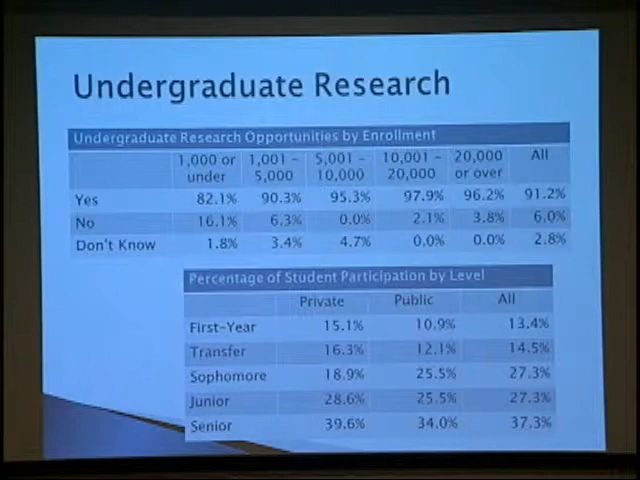 Undergraduate Research
Undergraduate Research Opportunities by Enrollment
1,000 or under 1,001 – 5,000 5,001 – 10,000 10,001 – 20,000 20,000 or over All
Yes 82.1% 90.3% 95.3% 97.9% 96.2% 91.2%
No 16.1% 6.3% 0.0% 2.1% 3.8% 6.0%
Don't Know 1.8% 3.4% 4.7% 0.0% 0.0% 2.8%
Percentage of Student Participation by Level
Private Public All
First-Year 15.1% 10.9% 13.4%
Transfer 16.3% 12.1% 14.5%
Sophomore 18.9% 25.5% 27.3%
Junior 28.6% 25.5% 27.3%
Senior 39.6% 34.0% 37.3%